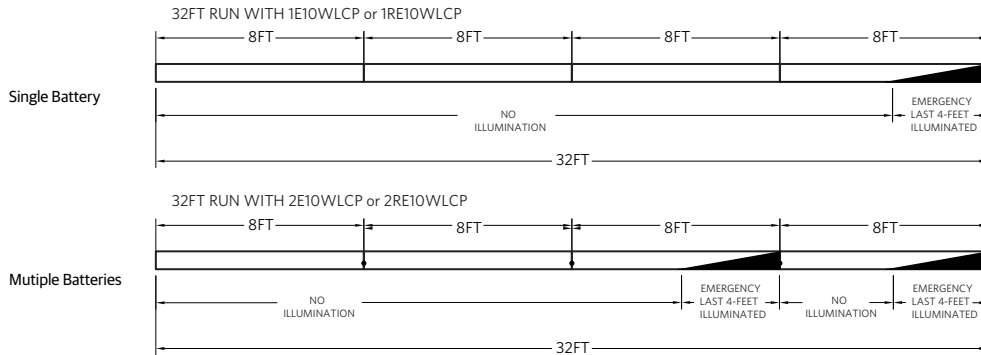 32FT RUN WITH 1E10WLCP or 1RE10WLCP
8FT 8FT 8FT 8FT
Single Battery
NO
ILLUMINATION
EMERGENCY
LAST 4-FEET
ILLUMINATED
32FT
32FT RUN WITH 2E10WLCP or 2RE10WLCP
8FT 8FT 8FT 8FT
Mutiple Batteries
NO
ILLUMINATION
EMERGENCY
LAST 4-FEET
ILLUMINATED
NO
ILLUMINATION
EMERGENCY
LAST 4-FEET
ILLUMINATED
32FT